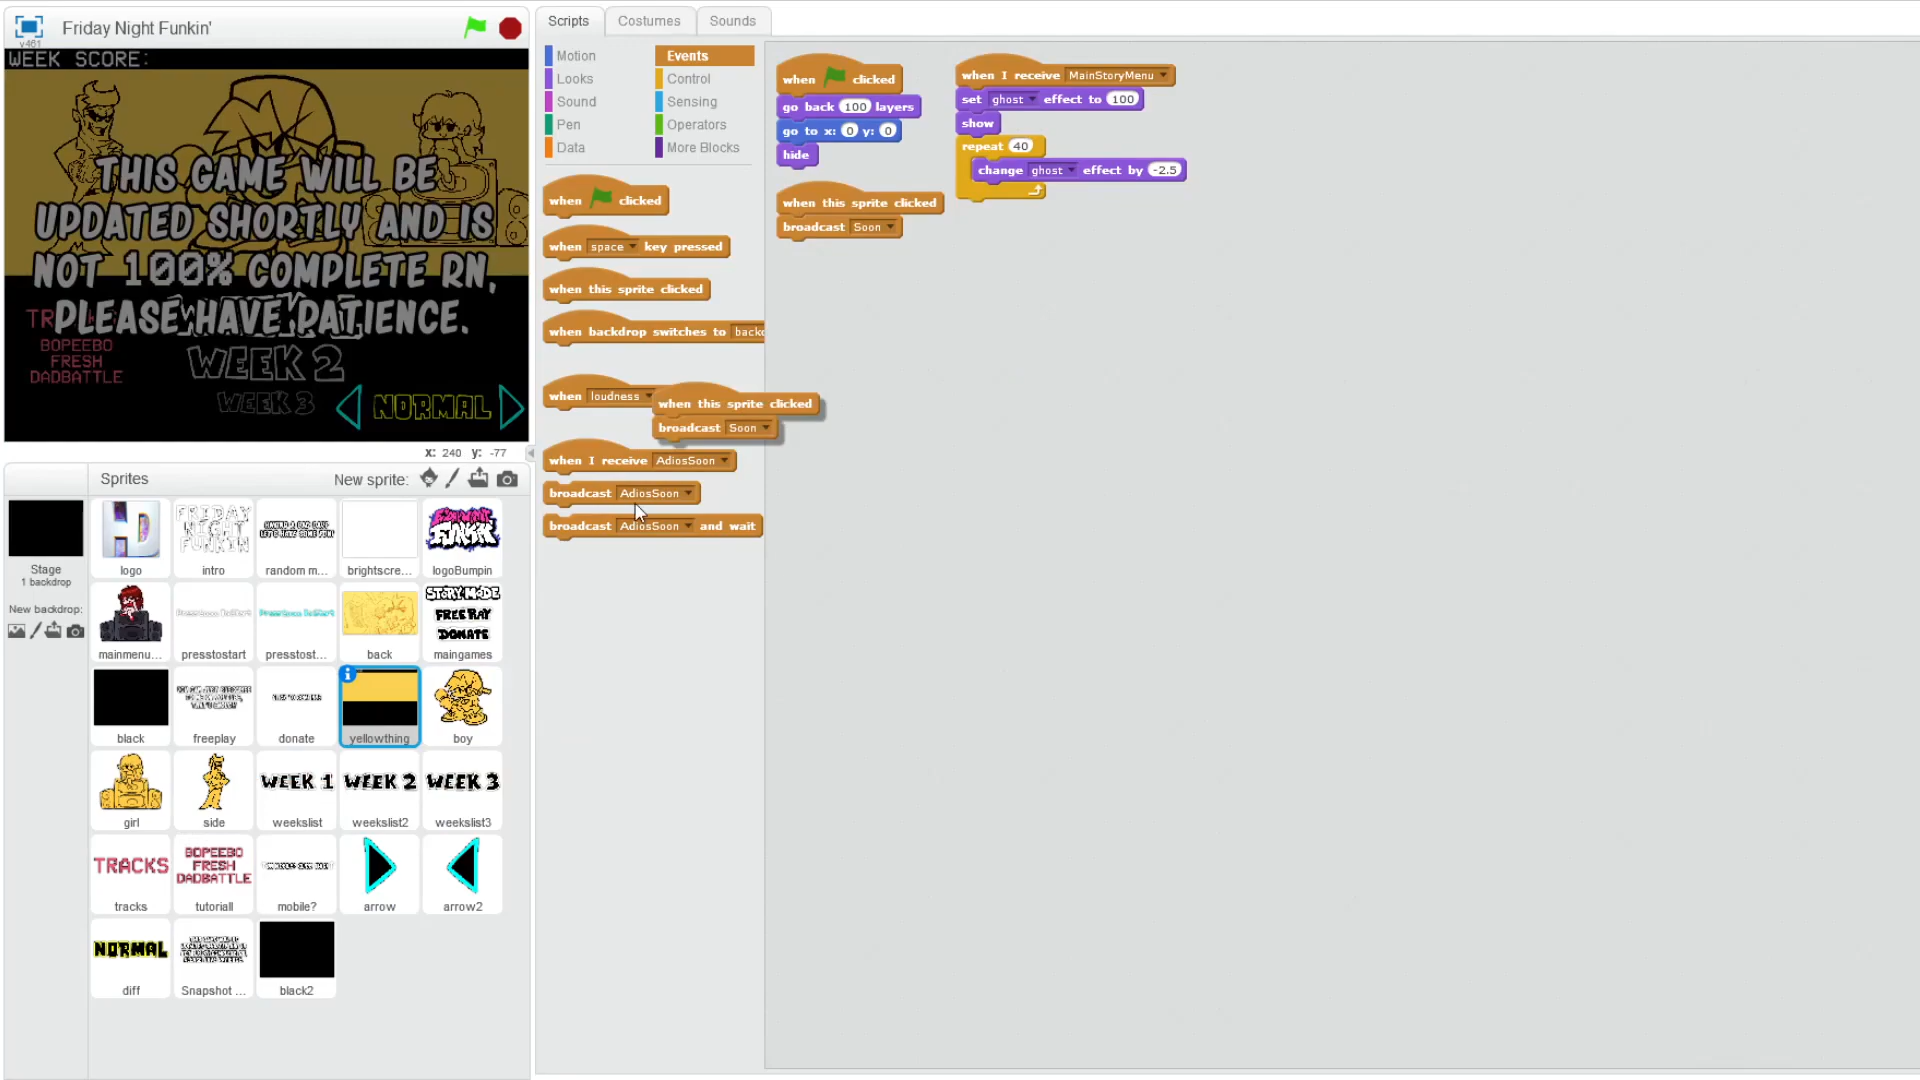 Friday Night Funkin'
v461
WEEK SCORE:
THIS GAME WILL BE
UPDATED SHORTLY AND IS
NOT 100% COMPLETE RN,
PLEASE HAVE PATIENCE.
BOPEEBO
FRESH
DADBATTLE
WEEK 2
WEEK 3
NORMAL
x: 240 y: -77
Sprites
New sprite:
Stage
1 backdrop
New backdrop:
HD
FRIDAY
NIGHT
FUNKIN
logo
intro
random m...
brightscre...
logoBumpin
STORY MODE
FREEPLAY
DONATE
mainmenu...
presstostart
presstost...
back
maingames
black
freeplay
donate
yellowthing
boy
WEEK 1
WEEK 2
WEEK 3
girl
side
weekslist
weekslist2
weekslist3
TRACKS
BOPEEBO
FRESH
DADBATTLE
tracks
tutoriall
mobile?
arrow
arrow2
NORMAL
diff
Snapshot ...
black2
Scripts
Costumes
Sounds
Motion
Looks
Sound
Pen
Data
Events
Control
Sensing
Operators
More Blocks
when clicked
when space key pressed
when this sprite clicked
when backdrop switches to backd
when loudness
when this sprite clicked
broadcast Soon
when I receive AdiosSoon
broadcast AdiosSoon
broadcast AdiosSoon and wait
when clicked
go back 100 layers
go to x: 0 y: 0
hide
when this sprite clicked
broadcast Soon
when I receive MainStoryMenu
set ghost effect to 100
show
repeat 40
change ghost effect by -2.5